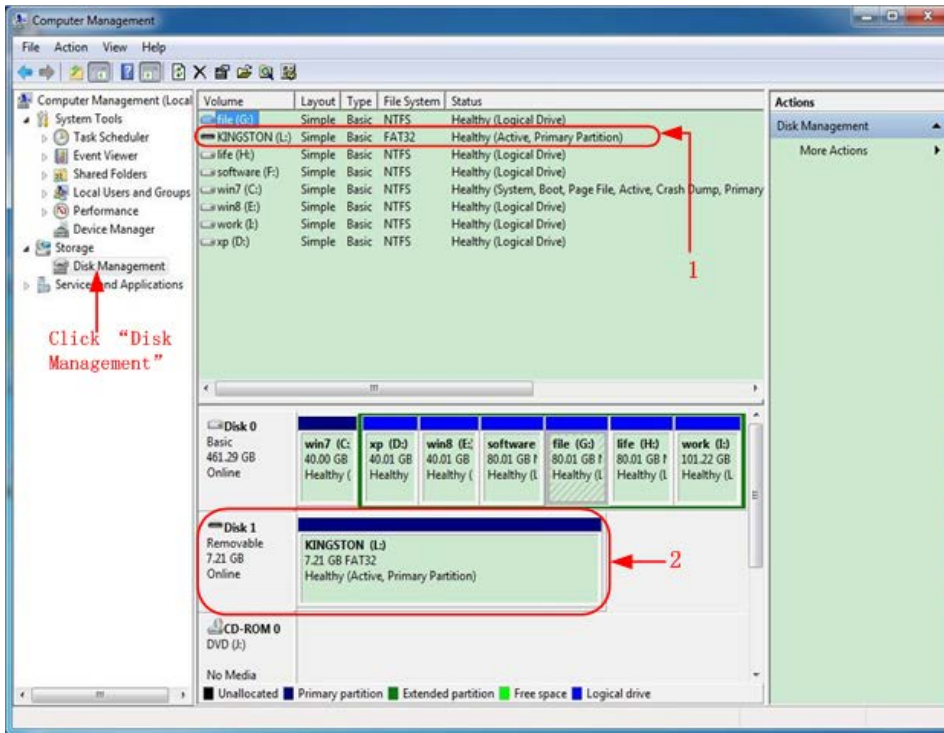 Computer Management
File Action View Help
Computer Management (Local
System Tools
Task Scheduler
Event Viewer
Shared Folders
Local Users and Groups
Performance
Device Manager
Storage
Disk Management
Services and Applications
Click “Disk
Management”
Volume Layout Type File System Status
file (G:) Simple Basic NTFS Healthy (Logical Drive)
KINGSTON (L:) Simple Basic FAT32 Healthy (Active, Primary Partition)
life (H:) Simple Basic NTFS Healthy (Logical Drive)
software (F:) Simple Basic NTFS Healthy (Logical Drive)
win7 (C:) Simple Basic NTFS Healthy (System, Boot, Page File, Active, Crash Dump, Primary
win8 (E:) Simple Basic NTFS Healthy (Logical Drive)
work (I:) Simple Basic NTFS Healthy (Logical Drive)
xp (D:) Simple Basic NTFS Healthy (Logical Drive)
1
Actions
Disk Management
More Actions
Disk 0
Basic
461.29 GB
Online
win7 (C: xp (D:) win8 (E: software file (G:) life (H:) work (I:)
40.00 GB 40.01 GB 40.01 GB 80.01 GB 80.01 GB 80.01 GB 101.22 GB
Healthy ( Healthy Healthy ( Healthy (L Healthy (L Healthy (L Healthy (L
Disk 1
Removable
7.21 GB
Online
KINGSTON (L:)
7.21 GB FAT32
Healthy (Active, Primary Partition)
2
CD-ROM 0
DVD (J:)
No Media
Unallocated Primary partition Extended partition Free space Logical drive